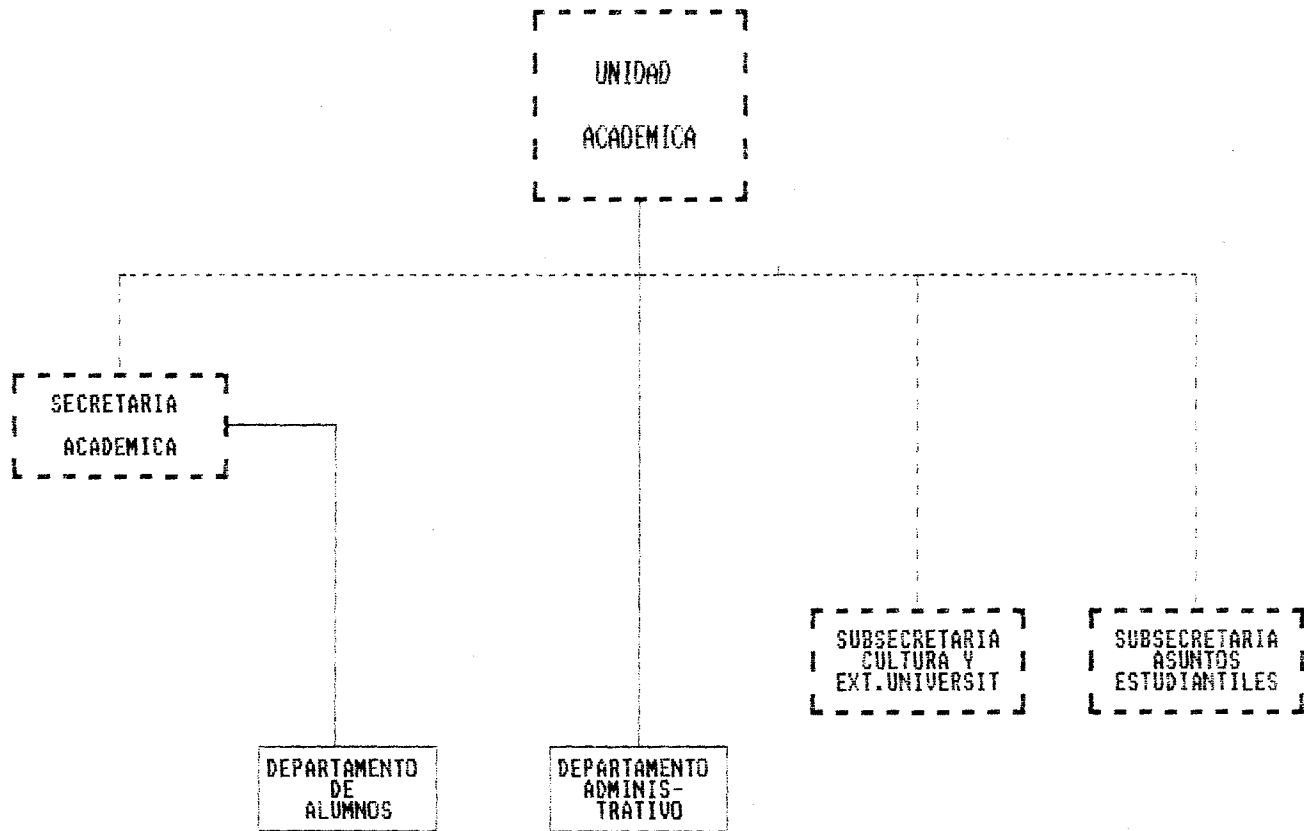 UNIDAD
ACADEMICA
SECRETARIA
ACADEMICA
SUBSECRETARIA
CULTURA Y
EXT.UNIVERSIT
SUBSECRETARIA
ASUNTOS
ESTUDIANTILES
DEPARTAMENTO
DE
ALUMNOS
DEPARTAMENTO
ADMINIS-
TRATIVO